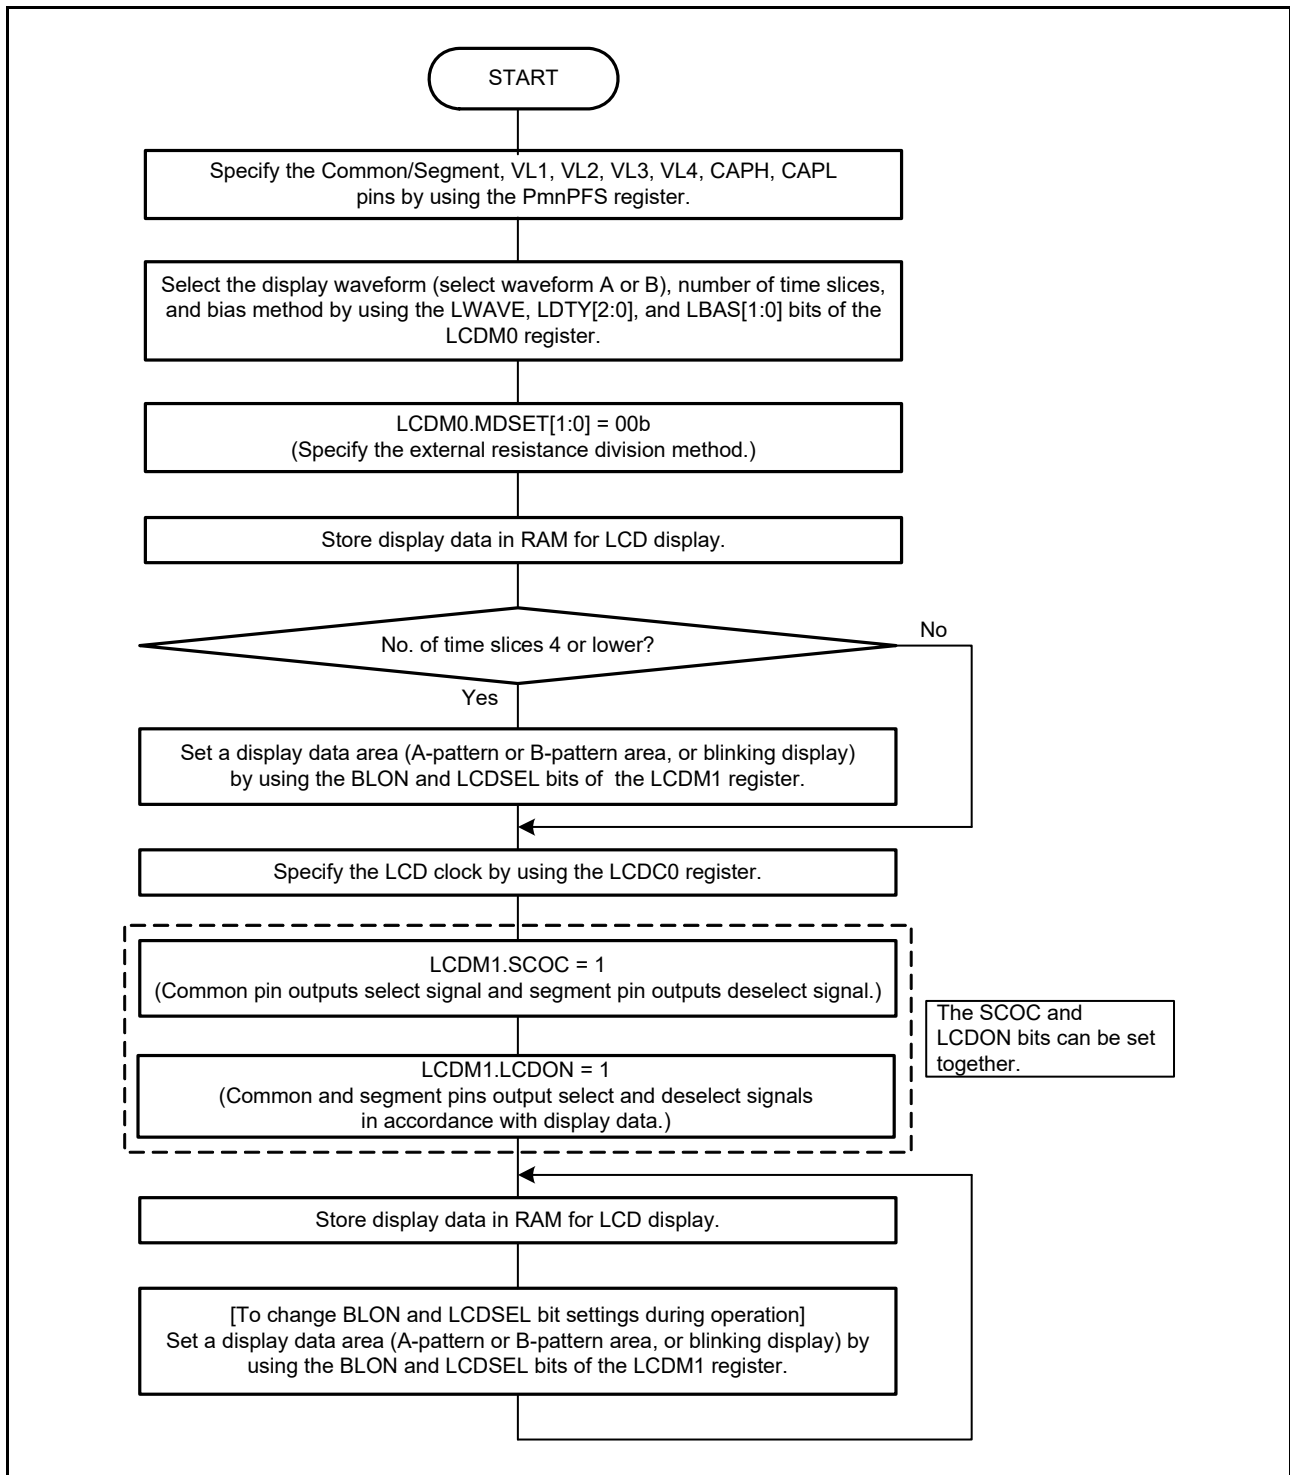 START
Specify the Common/Segment, VL1, VL2, VL3, VL4, CAPH, CAPL
pins by using the PmnPFS register.
Select the display waveform (select waveform A or B), number of time slices,
and bias method by using the LWAVE, LDTY[2:0], and LBAS[1:0] bits of the
LCDM0 register.
LCDM0.MDSET[1:0] = 00b
(Specify the external resistance division method.)
Store display data in RAM for LCD display.
No. of time slices 4 or lower?
No
Yes
Set a display data area (A-pattern or B-pattern area, or blinking display)
by using the BLON and LCDSEL bits of the LCDM1 register.
Specify the LCD clock by using the LCDC0 register.
LCDM1.SCOC = 1
(Common pin outputs select signal and segment pin outputs deselect signal.)
The SCOC and
LCDON bits can be set
together.
LCDM1.LCDON = 1
(Common and segment pins output select and deselect signals
in accordance with display data.)
Store display data in RAM for LCD display.
[To change BLON and LCDSEL bit settings during operation]
Set a display data area (A-pattern or B-pattern area, or blinking display) by
using the BLON and LCDSEL bits of the LCDM1 register.